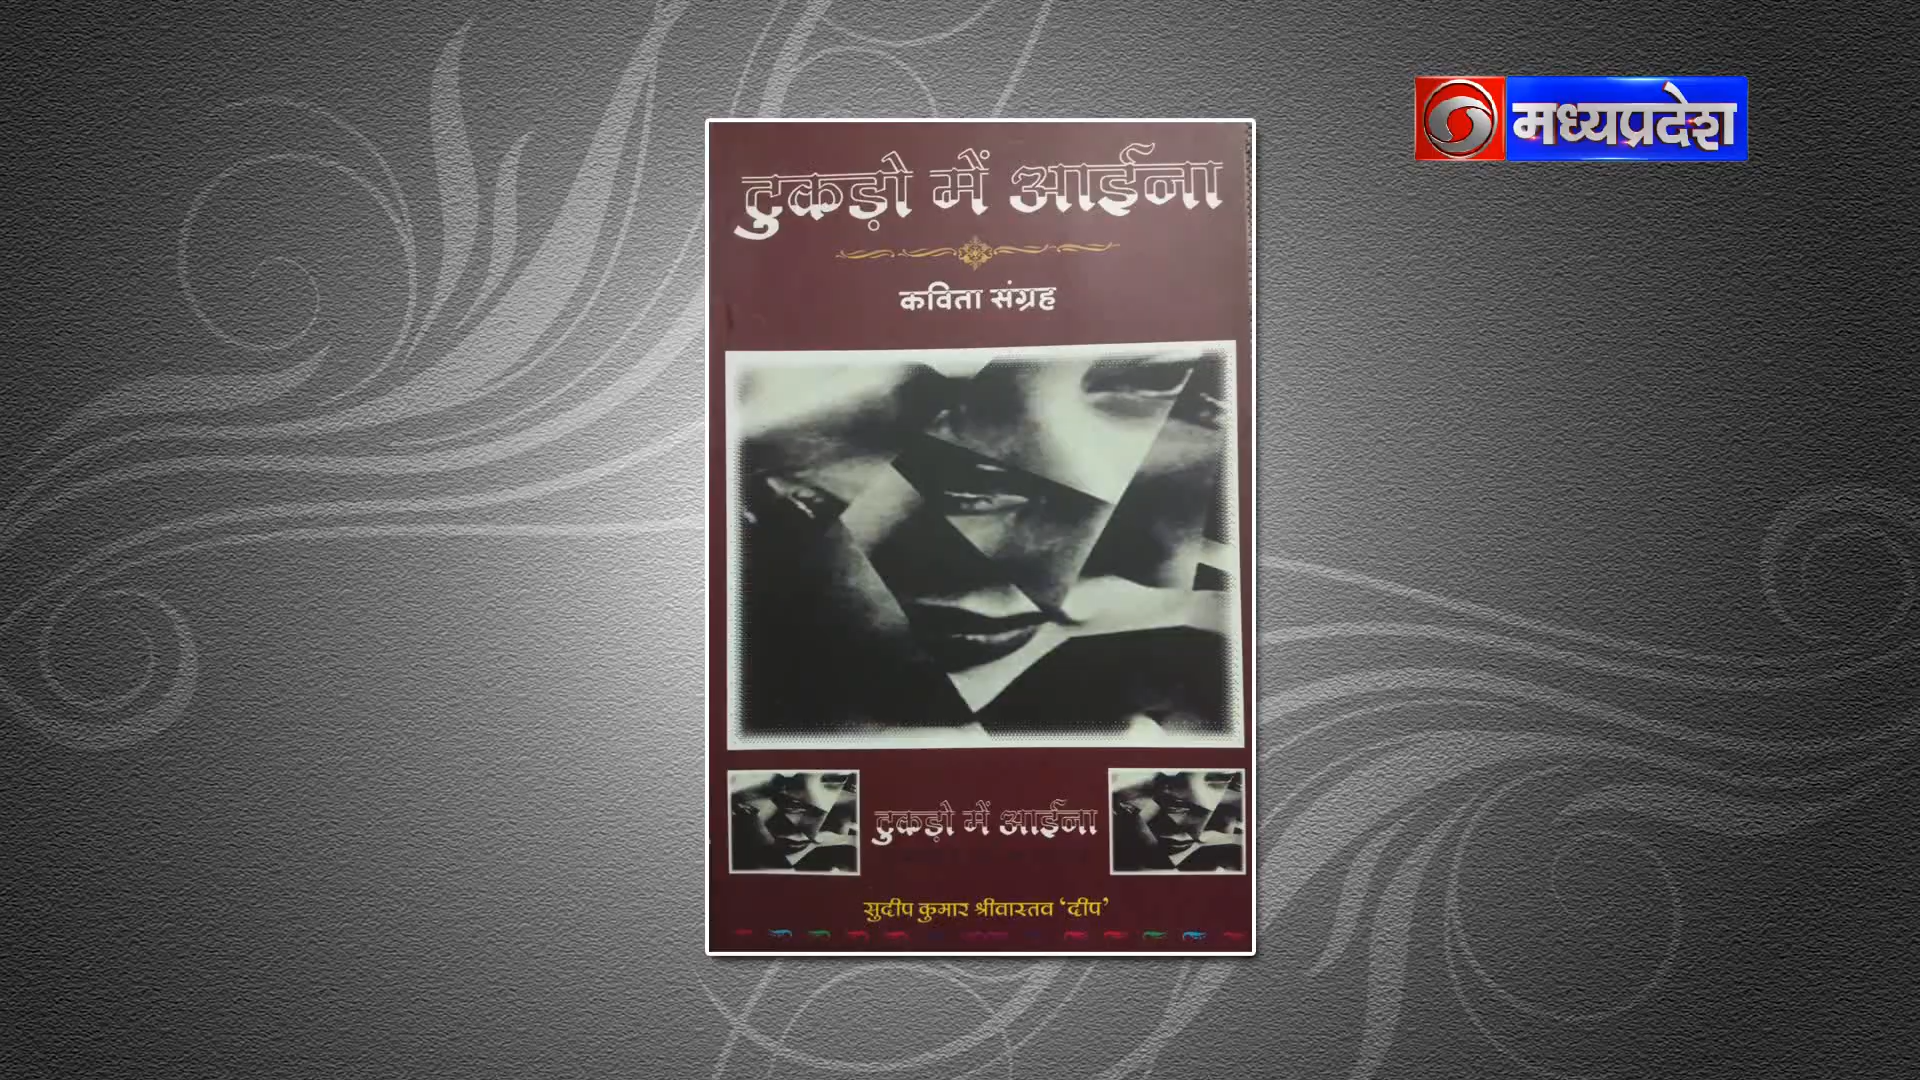 मध्यप्रदेश
टुकड़ो में आईना
कविता संग्रह
टुकड़ो में आईना
सुदीप कुमार श्रीवास्तव 'दीप'